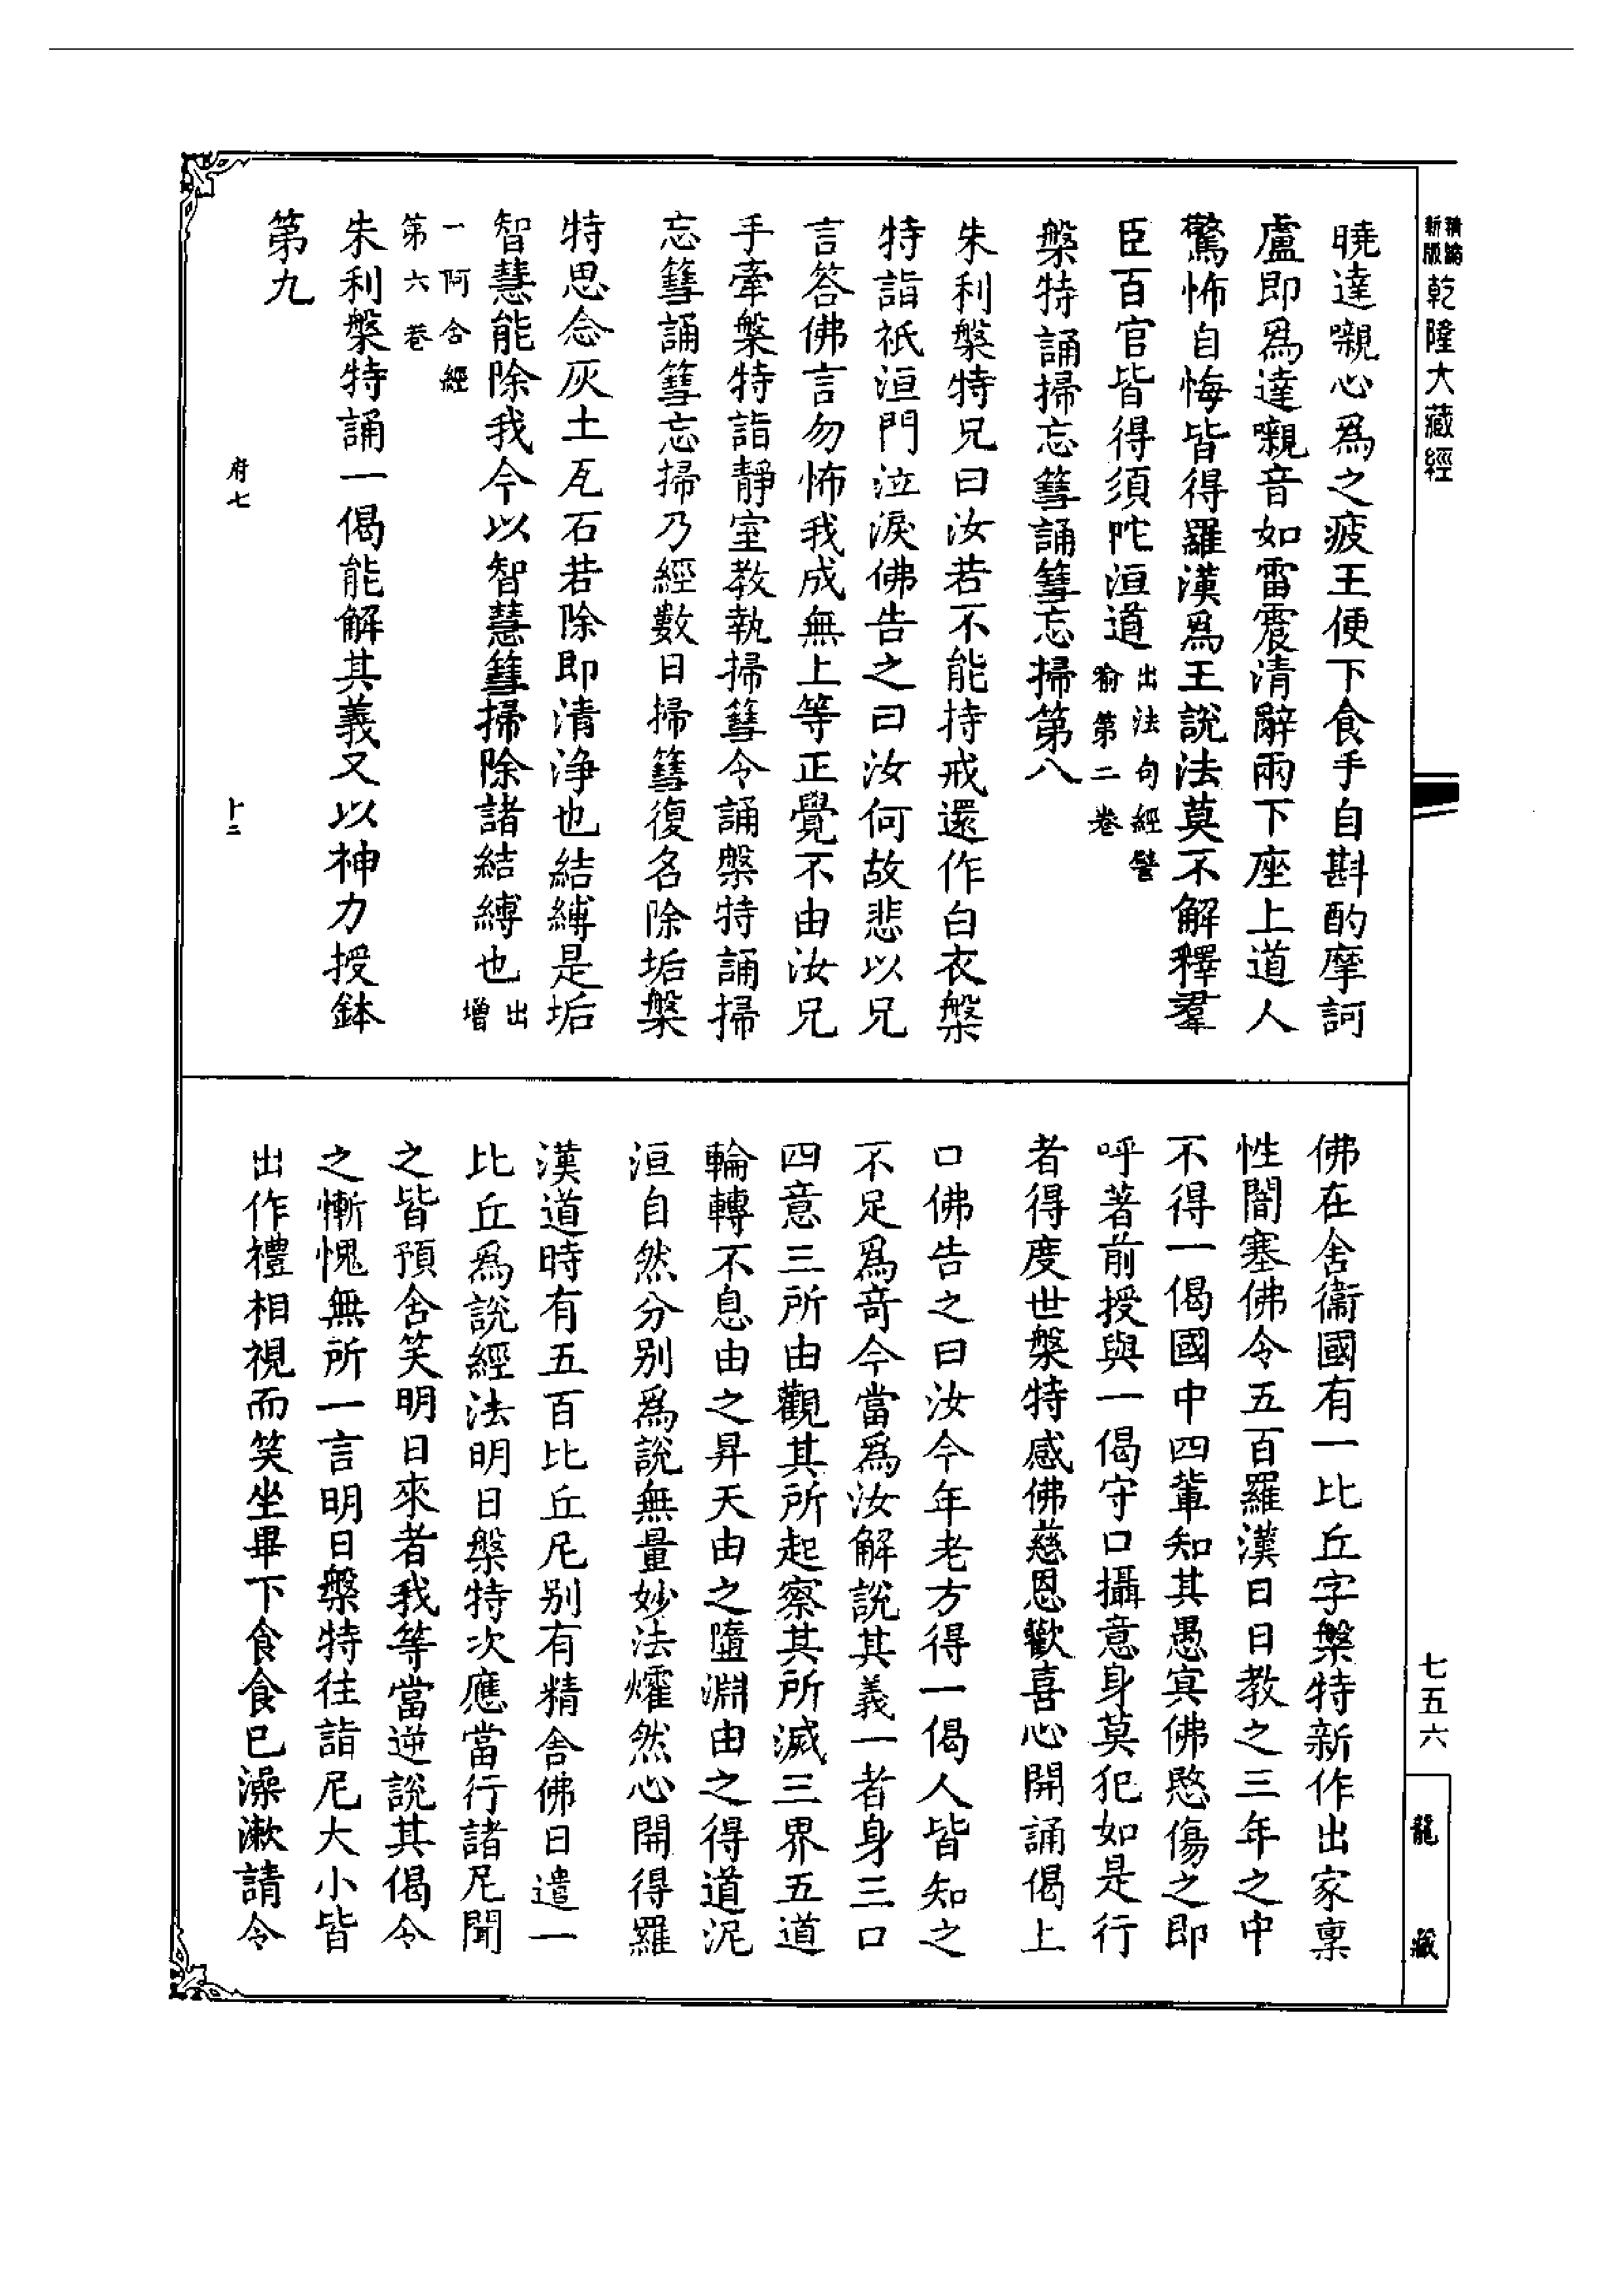 精編新版乾隆大藏經
曉達嚫心爲之疲王便下食手自斟酌摩訶
盧即爲達嚫音如雷震清辭雨下座上道人
驚怖自悔皆得羅漢爲王說法莫不解釋羣
臣百官皆得須陀洹道出法句經譬喻第二卷
槃特誦掃忘篲誦篲忘掃第八
朱利槃特兄曰汝若不能持戒還作白衣槃
特詣祇洹門泣淚佛告之曰汝何故悲以兄
言答佛言勿怖我成無上等正覺不由汝兄
手牽槃特詣靜室教執掃篲令誦槃特誦掃
忘篲誦篲忘掃乃經數日掃篲復名除垢槃
特思念灰土瓦石若除即清淨也結縛是垢
智慧能除我今以智慧篲掃除諸結縛也出增
一阿含經第六卷
朱利槃特誦一偈能解其義又以神力授鉢
第九
府七 十二
佛在舍衞國有一比丘字槃特新作出家稟
性闇塞佛令五百羅漢日日教之三年之中
不得一偈國中四輩知其愚冥佛愍傷之即
呼著前授與一偈守口攝意身莫犯如是行
者得度世槃特感佛慈恩歡喜心開誦偈上
口佛告之曰汝今年老方得一偈人皆知之
不足爲奇今當爲汝解說其義一者身三口
四意三所由觀其所起察其所滅三界五道
輪轉不息由之昇天由之墮淵由之得道泥
洹自然分別爲說無量妙法燿然心開得羅
漢道時有五百比丘尼別有精舍佛日遣一
比丘爲說經法明日槃特次應當行諸尼聞
之皆預含笑明日來者我等當逆說其偈令
之慚愧無所一言明日槃特往詣尼大小皆
出作禮相視而笑坐畢下食食已澡漱請令
七五六
龍藏